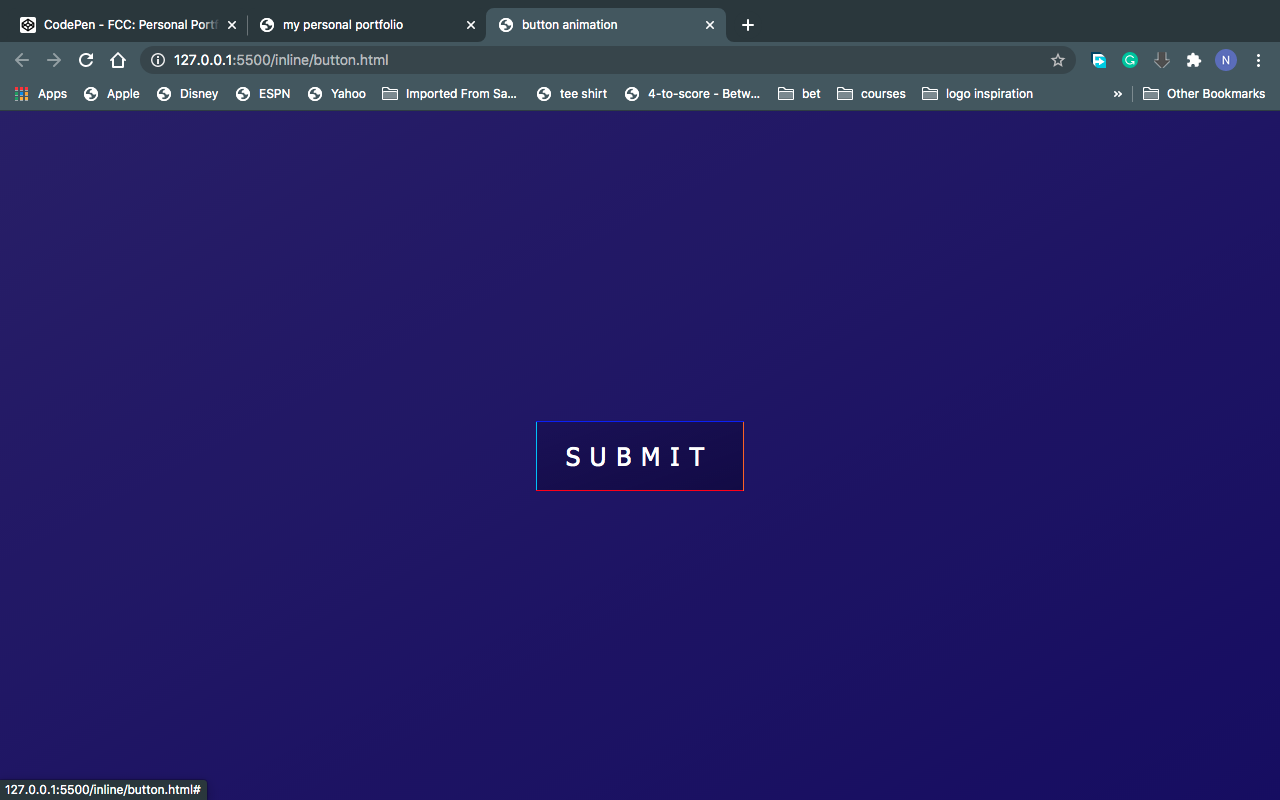 CodePen - FCC: Personal Portf
my personal portfolio
button animation
127.0.0.1:5500/inline/button.html
N
Apps
Apple
Disney
ESPN
Yahoo
Imported From Sa...
tee shirt
4-to-score - Betw...
bet
courses
logo inspiration
»
Other Bookmarks
SUBMIT
127.0.0.1:5500/inline/button.html#